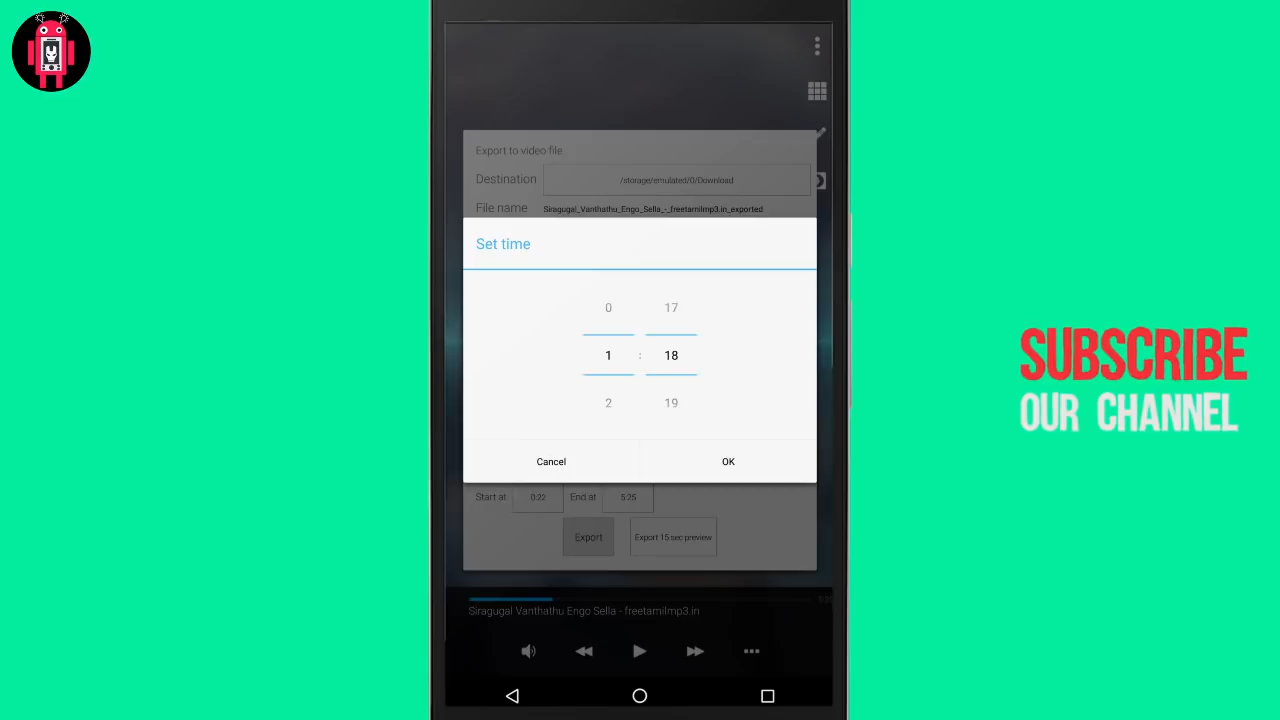 Export to video file
Destination /storage/emulated/0/Download
File name Siragugal_Vanthathu_Engo_Sella_-_freetamilmp3.in_exported
Set time
0 17
1 : 18
2 19
Cancel OK
Start at 0:22 End at 5:25
Export Export 15 sec preview
Siragugal Vanthathu Engo Sella - freetamilmp3.in
SUBSCRIBE
OUR CHANNEL